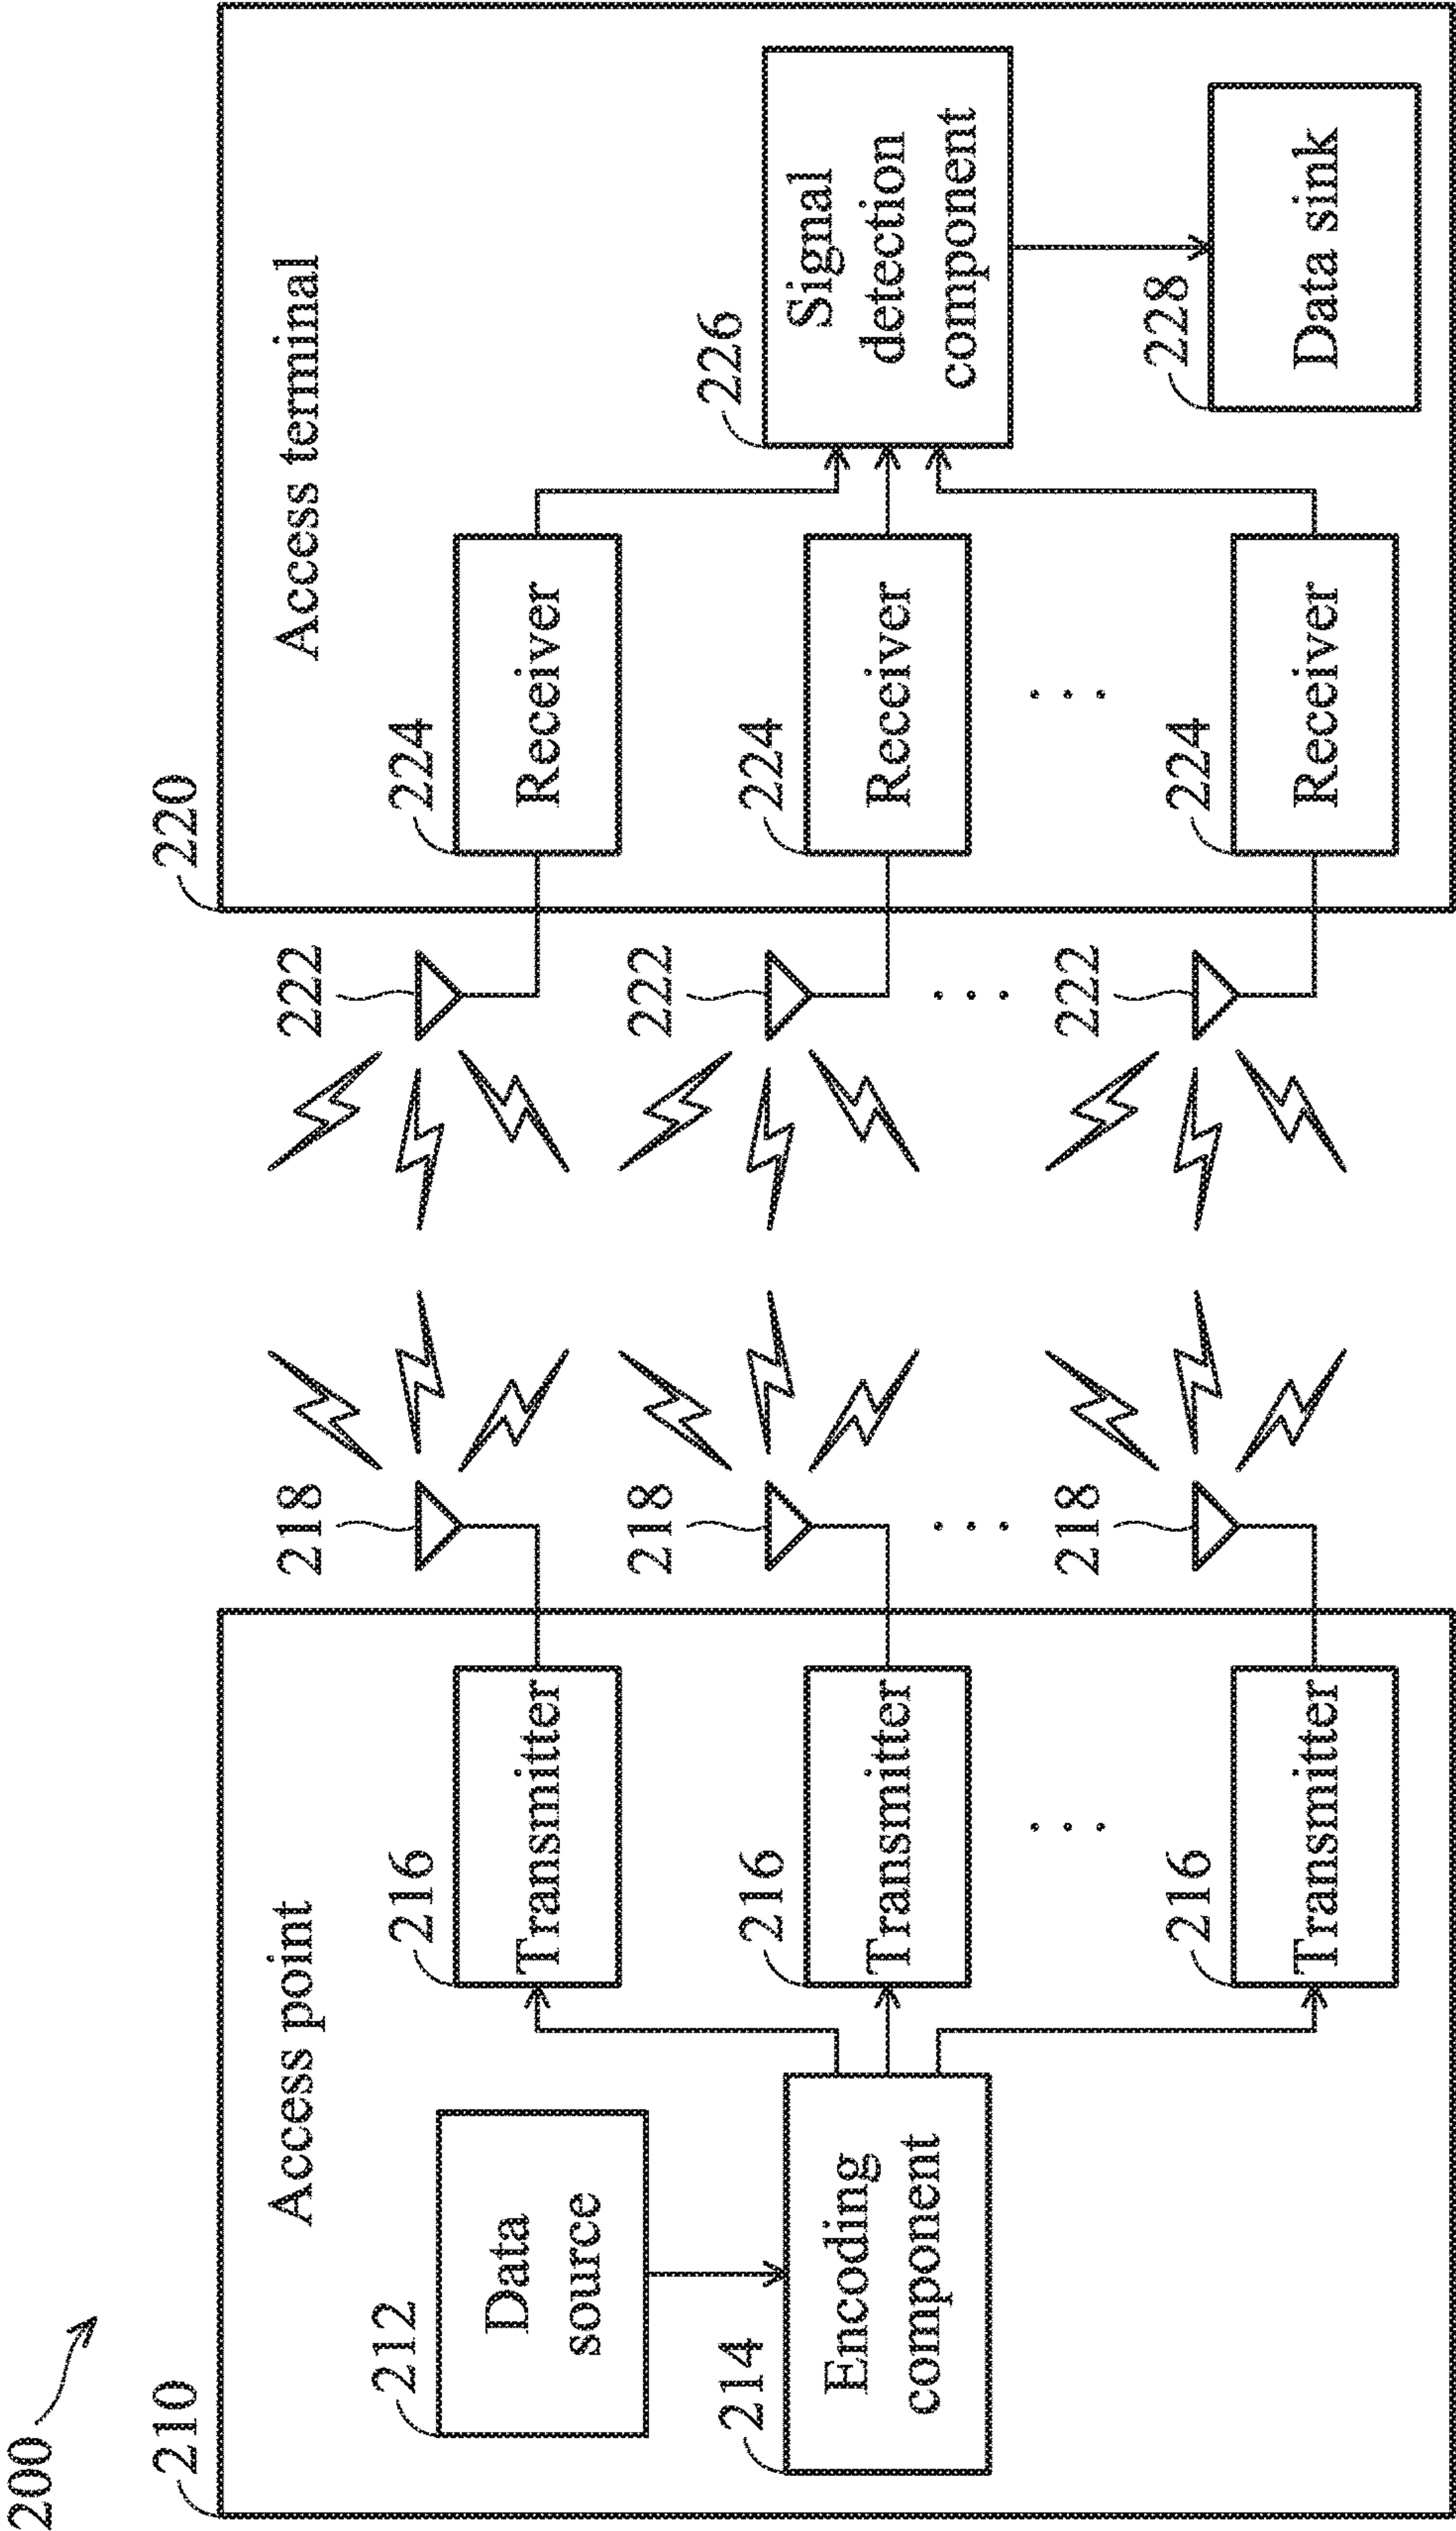 200
210
Access point
212
Data
source
214
Encoding
component
216
Transmitter
216
Transmitter
. . .
216
Transmitter
218
218
. . .
218
220
Access terminal
222
222
. . .
222
224
Receiver
224
Receiver
. . .
224
Receiver
226
Signal
detection
component
228
Data sink